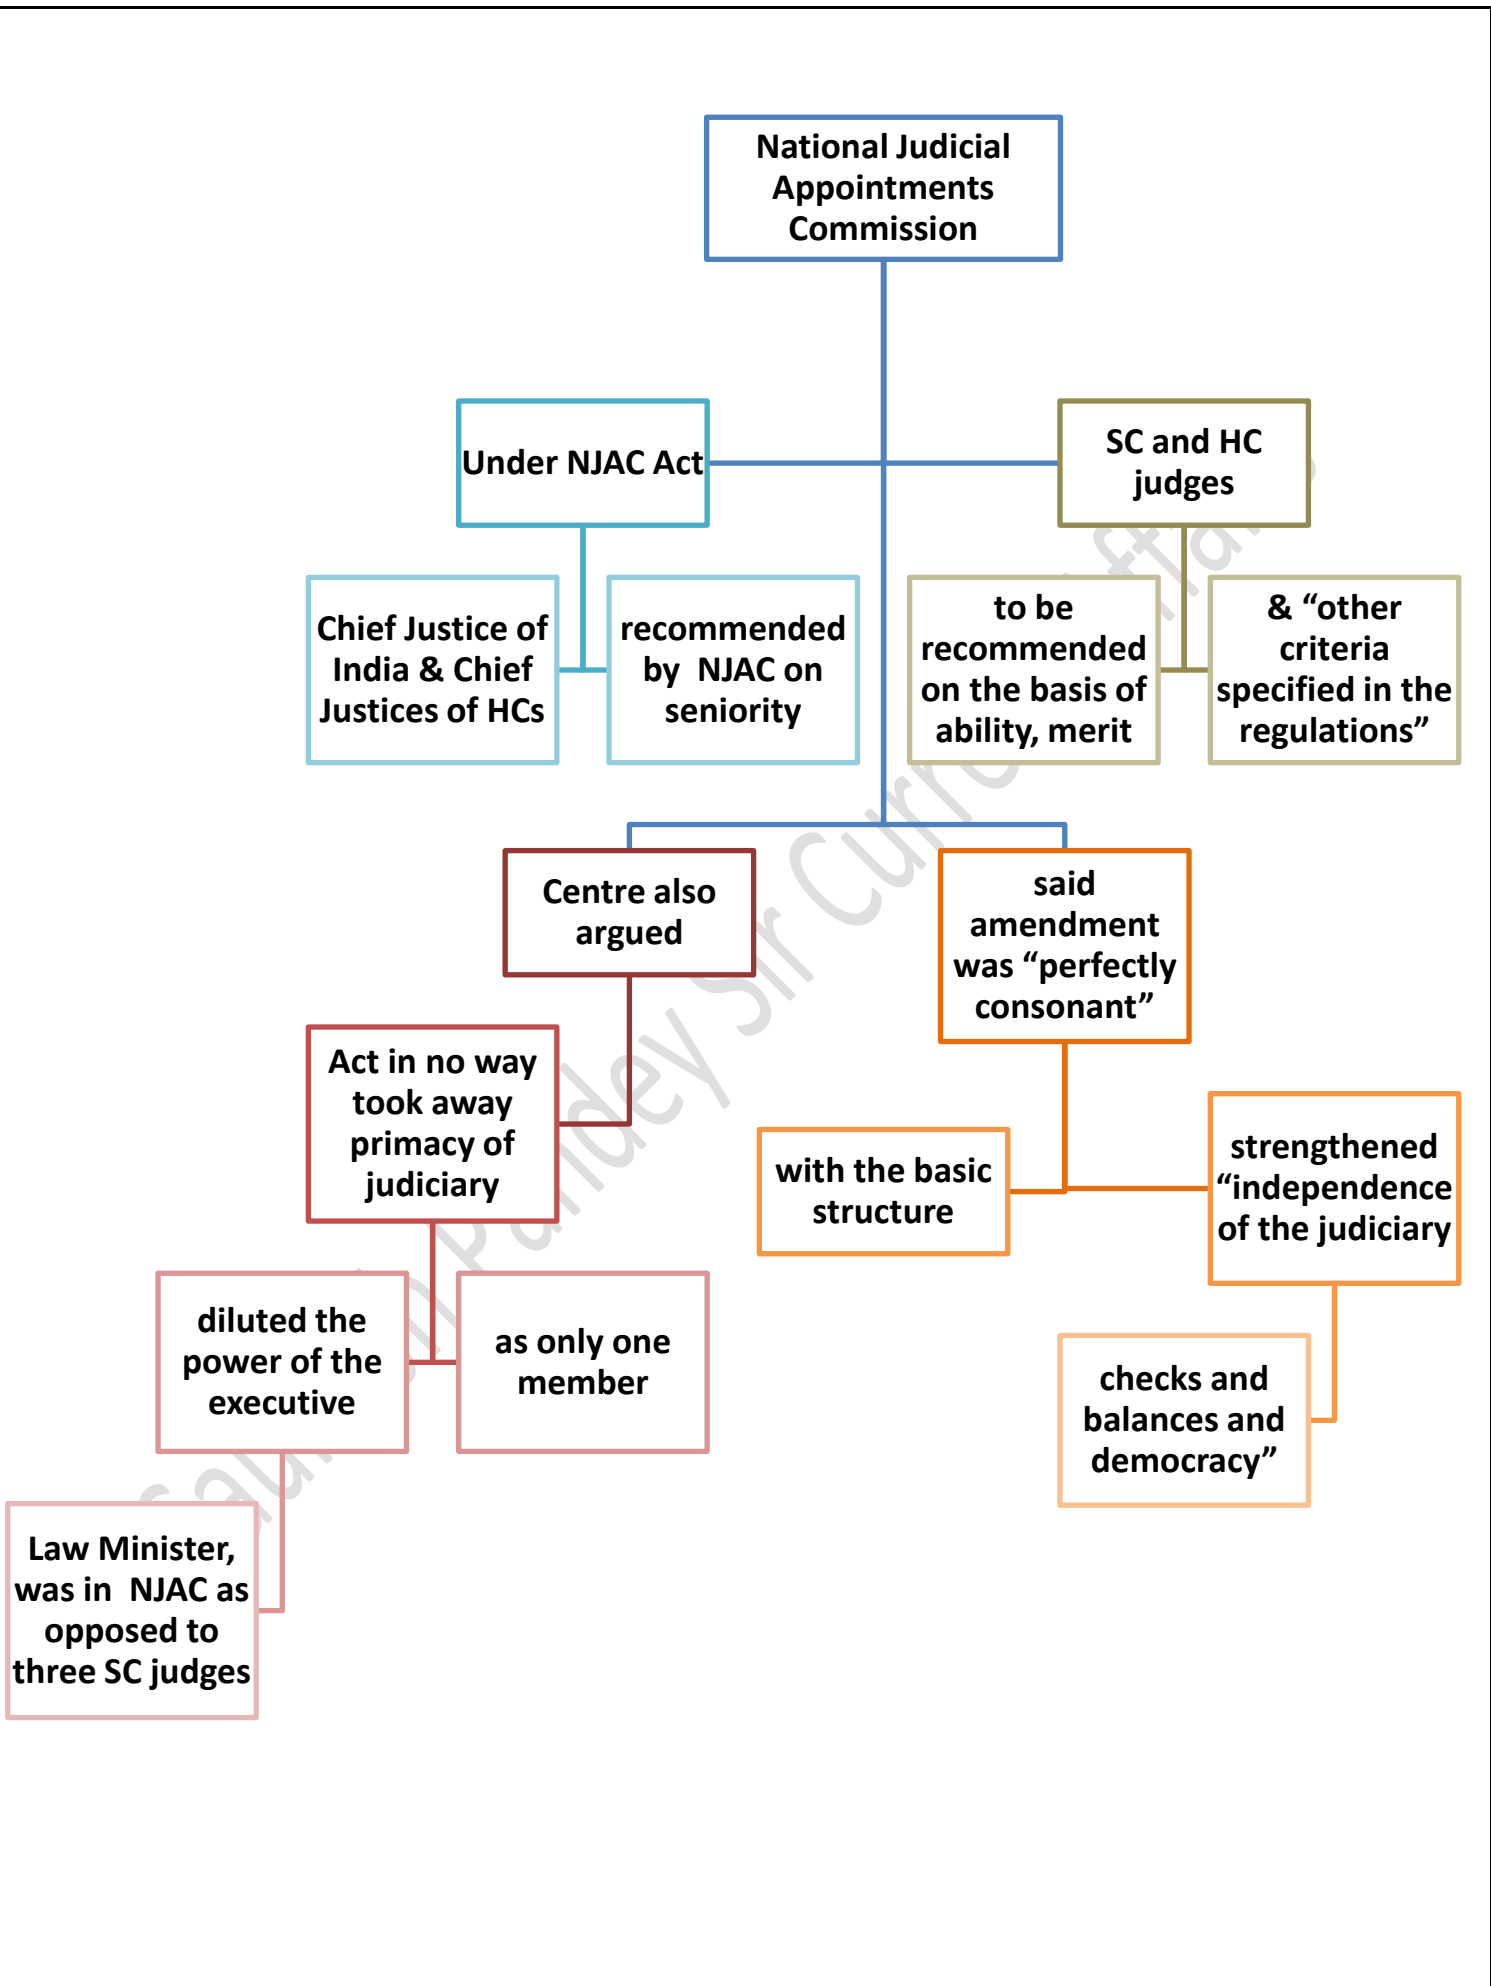 National Judicial
Appointments
Commission
Under NJAC Act
SC and HC
judges
Chief Justice of
India & Chief
Justices of HCs
recommended
by NJAC on
seniority
to be
recommended
on the basis of
ability, merit
& “other
criteria
specified in the
regulations”
Centre also
argued
said
amendment
was “perfectly
consonant”
Act in no way
took away
primacy of
judiciary
with the basic
structure
strengthened
“independence
of the judiciary
diluted the
power of the
executive
as only one
member
checks and
balances and
democracy”
Law Minister,
was in NJAC as
opposed to
three SC judges